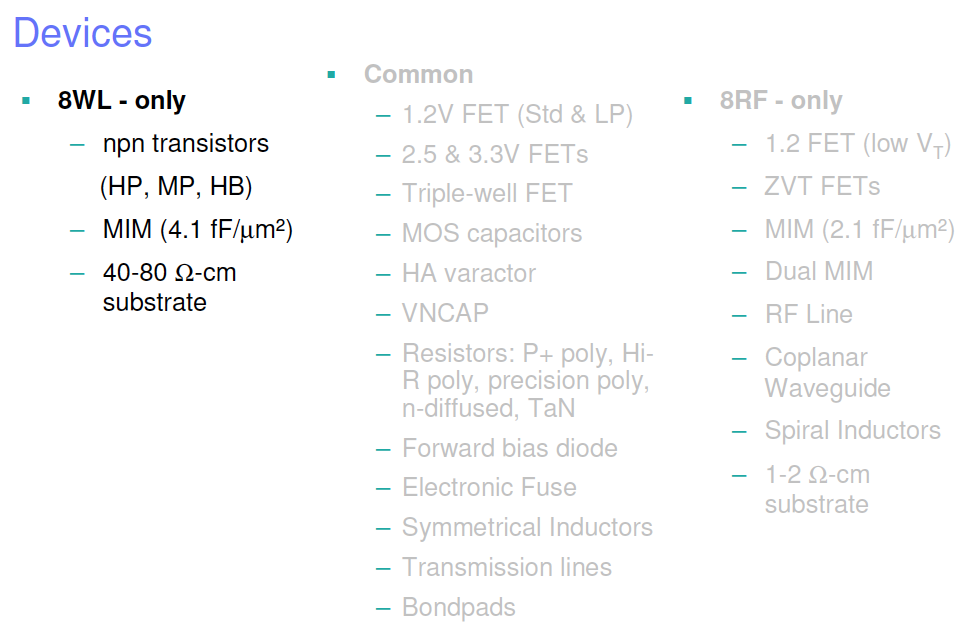 Devices
▪ 8WL - only
– npn transistors
(HP, MP, HB)
– MIM (4.1 fF/μm²)
– 40-80 Ω-cm
substrate
▪ Common
– 1.2V FET (Std & LP)
– 2.5 & 3.3V FETs
– Triple-well FET
– MOS capacitors
– HA varactor
– VNCAP
– Resistors: P+ poly, Hi-
R poly, precision poly,
n-diffused, TaN
– Forward bias diode
– Electronic Fuse
– Symmetrical Inductors
– Transmission lines
– Bondpads
▪ 8RF - only
– 1.2 FET (low V_T)
– ZVT FETs
– MIM (2.1 fF/μm²)
– Dual MIM
– RF Line
– Coplanar
Waveguide
– Spiral Inductors
– 1-2 Ω-cm
substrate